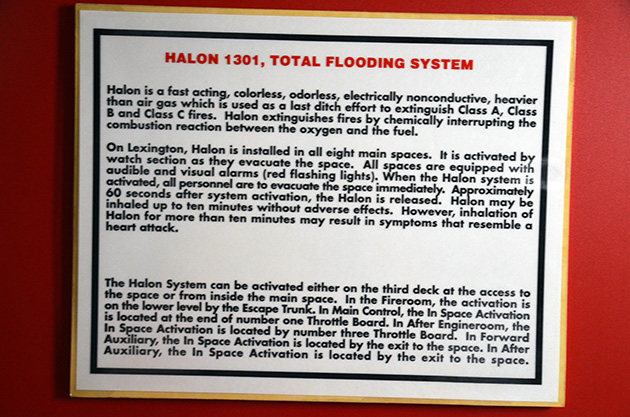 HALON 1301, TOTAL FLOODING SYSTEM
Halon is a fast acting, colorless, odorless, electrically nonconductive, heavier
than air gas which is used as a last ditch effort to extinguish Class A, Class
B and Class C fires. Halon extinguishes fires by chemically interrupting the
combustion reaction between the oxygen and the fuel.
On Lexington, Halon is installed in all eight main spaces. It is activated by
watch section as they evacuate the space. All spaces are equipped with
audible and visual alarms (red flashing lights). When the Halon system is
activated, all personnel are to evacuate the space immediately. Approximately
60 seconds after system activation, the Halon is released. Halon may be
inhaled up to ten minutes without adverse effects. However, inhalation of
Halon for more than ten minutes may result in symptoms that resemble a
heart attack.
The Halon System can be activated either on the third deck at the access to
the space or from inside the main space. In the Fireroom, the activation is
on the lower level by the Escape Trunk. In Main Control, the In Space Activation
is located at the end of number one Throttle Board. In After Engineroom, the
In Space Activation is located by number three Throttle Board. In Forward
Auxiliary, the In Space Activation is located by the exit to the space. In After
Auxiliary, the In Space Activation is located by the exit to the space.